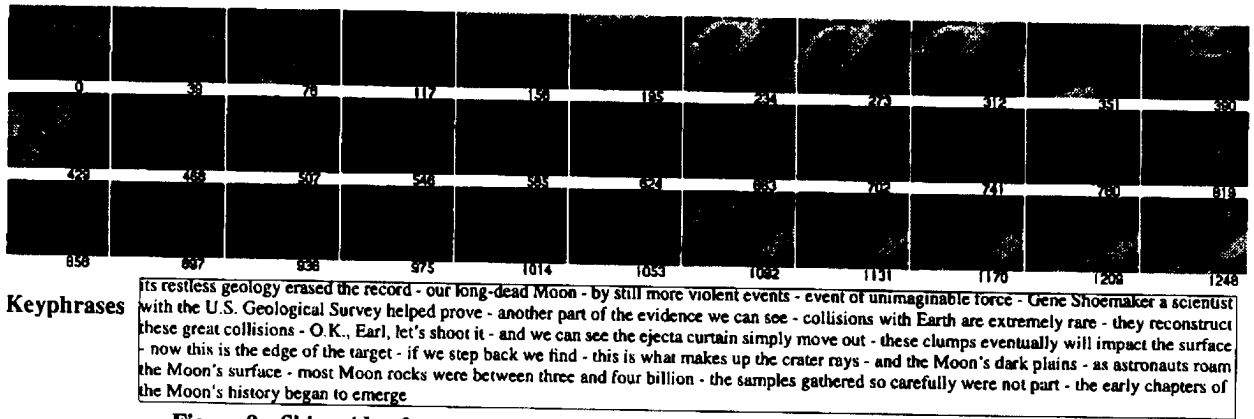 0 39 78 117 156 195 234 273 312 351 390
429 468 507 546 585 624 663 702 741 780 819
858 897 936 975 1014 1053 1092 1131 1170 1209 1248
Keyphrases
its restless geology erased the record - our long-dead Moon - by still more violent events - event of unimaginable force - Gene Shoemaker a scientist
with the U.S. Geological Survey helped prove - another part of the evidence we can see - collisions with Earth are extremely rare - they reconstruct
these great collisions - O.K., Earl, let's shoot it - and we can see the ejecta curtain simply move out - these clumps eventually will impact the surface
- now this is the edge of the target - if we step back we find - this is what makes up the crater rays - and the Moon's dark plains - as astronauts roam
the Moon's surface - most Moon rocks were between three and four billion - the samples gathered so carefully were not part - the early chapters of
the Moon's history began to emerge